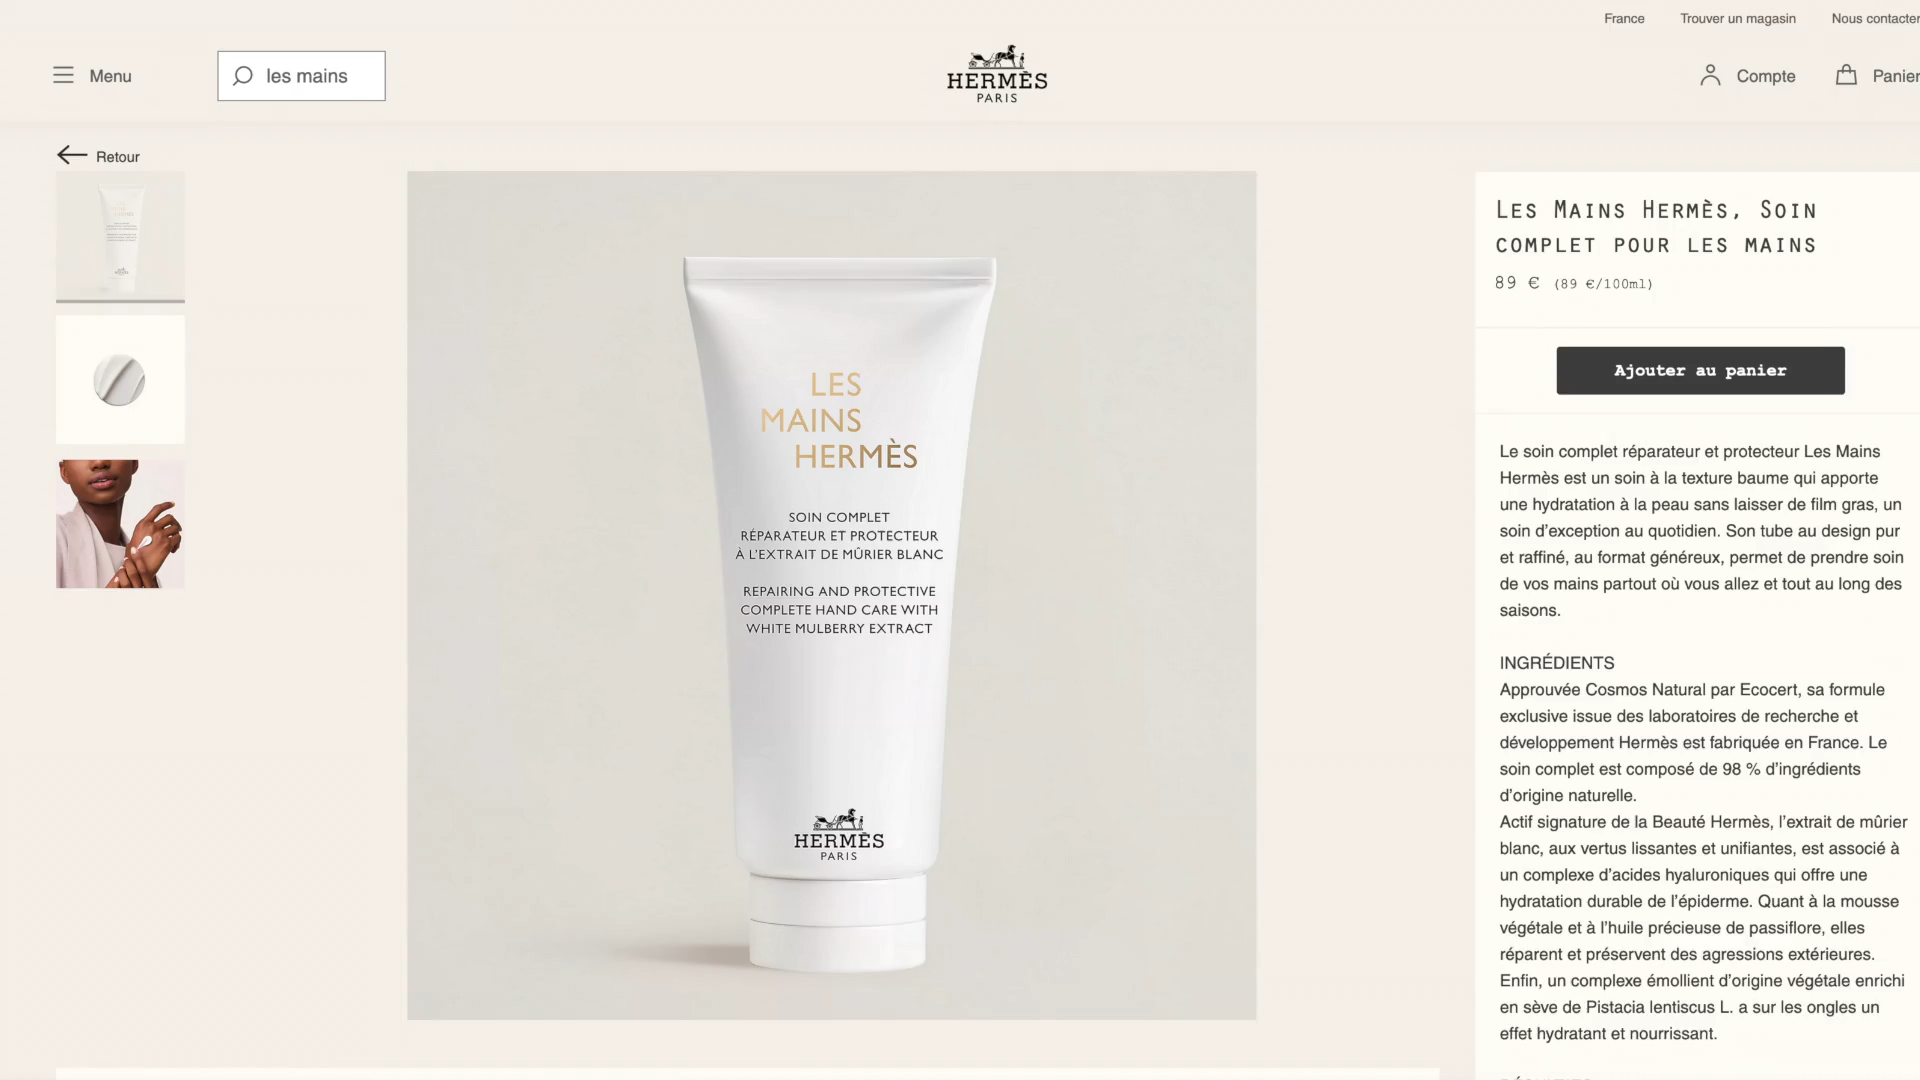 France
Trouver un magasin
Nous contacter
Menu
les mains
HERMÈS
PARIS
Compte
Panier
Retour
LES
MAINS
HERMÈS
SOIN COMPLET
RÉPARATEUR ET PROTECTEUR
À L'EXTRAIT DE MÛRIER BLANC
REPAIRING AND PROTECTIVE
COMPLETE HAND CARE WITH
WHITE MULBERRY EXTRACT
HERMÈS
PARIS
Les Mains Hermès, Soin
complet pour les mains
89 € (89 €/100ml)
Ajouter au panier
Le soin complet réparateur et protecteur Les Mains
Hermès est un soin à la texture baume qui apporte
une hydratation à la peau sans laisser de film gras, un
soin d’exception au quotidien. Son tube au design pur
et raffiné, au format généreux, permet de prendre soin
de vos mains partout où vous allez et tout au long des
saisons.
INGRÉDIENTS
Approuvée Cosmos Natural par Ecocert, sa formule
exclusive issue des laboratoires de recherche et
développement Hermès est fabriquée en France. Le
soin complet est composé de 98 % d’ingrédients
d’origine naturelle.
Actif signature de la Beauté Hermès, l’extrait de mûrier
blanc, aux vertus lissantes et unifiantes, est associé à
un complexe d’acides hyaluroniques qui offre une
hydratation durable de l’épiderme. Quant à la mousse
végétale et à l’huile précieuse de passiflore, elles
réparent et préservent des agressions extérieures.
Enfin, un complexe émollient d’origine végétale enrichi
en sève de Pistacia lentiscus L. a sur les ongles un
effet hydratant et nourrissant.